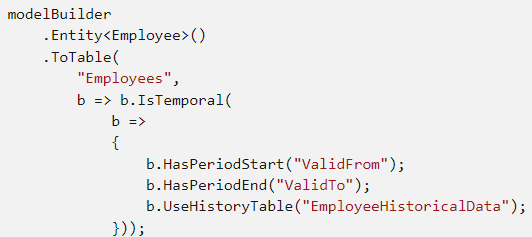 modelBuilder
    .Entity<Employee>()
    .ToTable(
        "Employees",
        b => b.IsTemporal(
            b =>
            {
                b.HasPeriodStart("ValidFrom");
                b.HasPeriodEnd("ValidTo");
                b.UseHistoryTable("EmployeeHistoricalData");
            }));